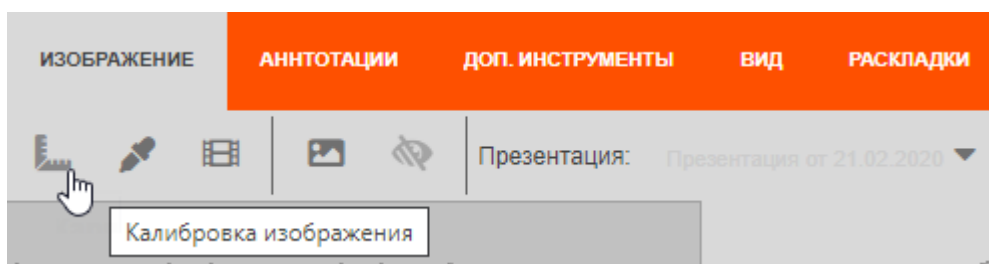 ИЗОБРАЖЕНИЕ АННТОТАЦИИ ДОП. ИНСТРУМЕНТЫ ВИД РАСКЛАДКИ
Презентация: Презентация от 21.02.2020
Калибровка изображения